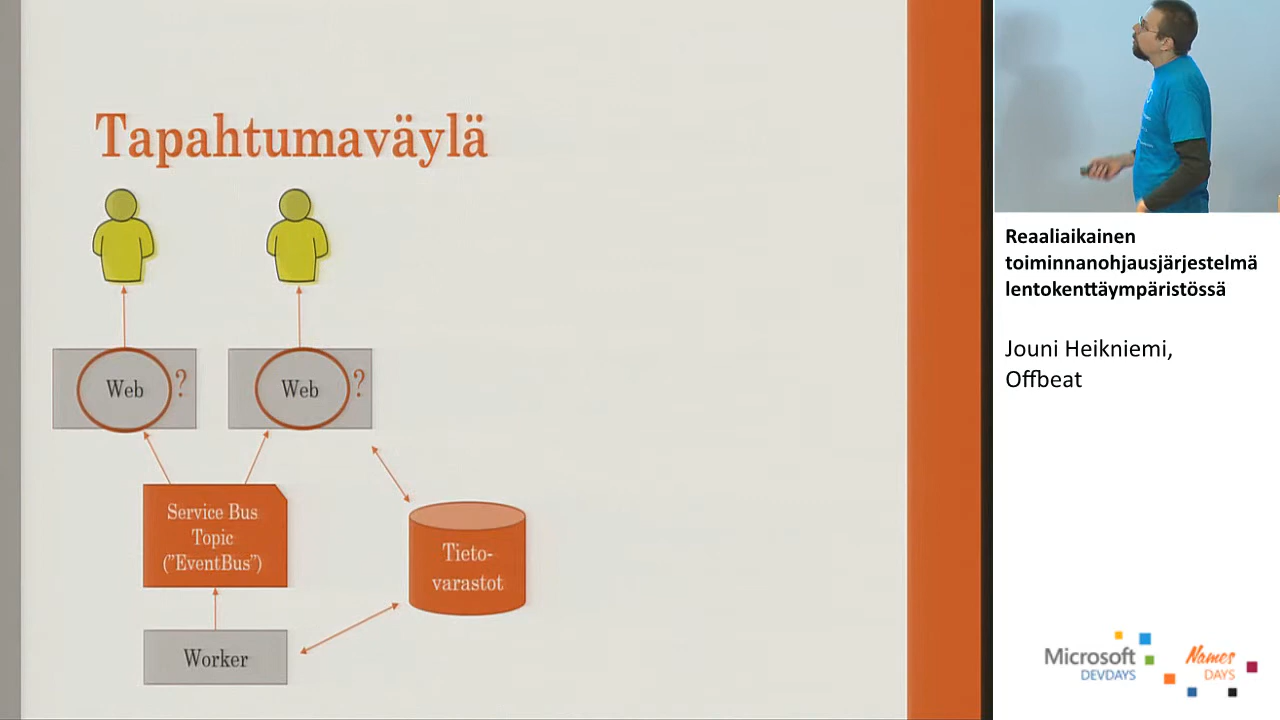 Tapahtumaväylä
Web
?
Web
?
Service Bus
Topic
("EventBus")
Tieto-
varastot
Worker
Reaaliaikainen
toiminnanohjausjärjestelmä
lentokenttäympäristössä
Jouni Heikniemi,
Offbeat
Microsoft
DEVDAYS
Names
DAYS